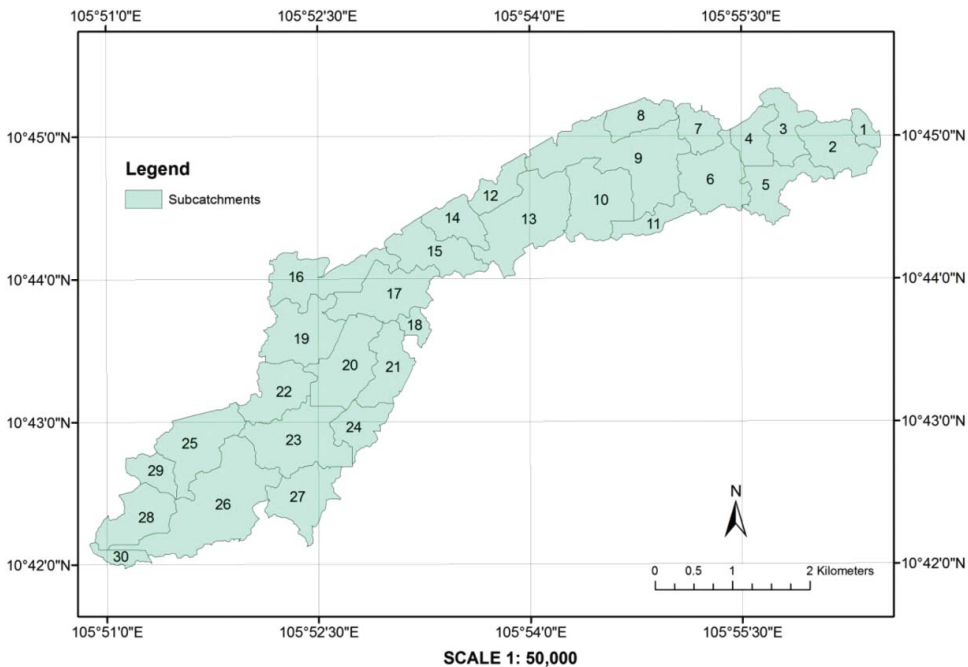 105°51'0"E 105°52'30"E 105°54'0"E 105°55'30"E
10°45'0"N 10°45'0"N
Legend
Subcatchments
8
7
4
3
1
2
9
6
5
12
10
14
13
11
15
16
10°44'0"N 10°44'0"N
17
18
19
20
21
22
10°43'0"N 10°43'0"N
24
25
23
29
27
26
28
N
30
0 0.5 1 2 Kilometers
10°42'0"N 10°42'0"N
105°51'0"E 105°52'30"E 105°54'0"E 105°55'30"E
SCALE 1: 50,000